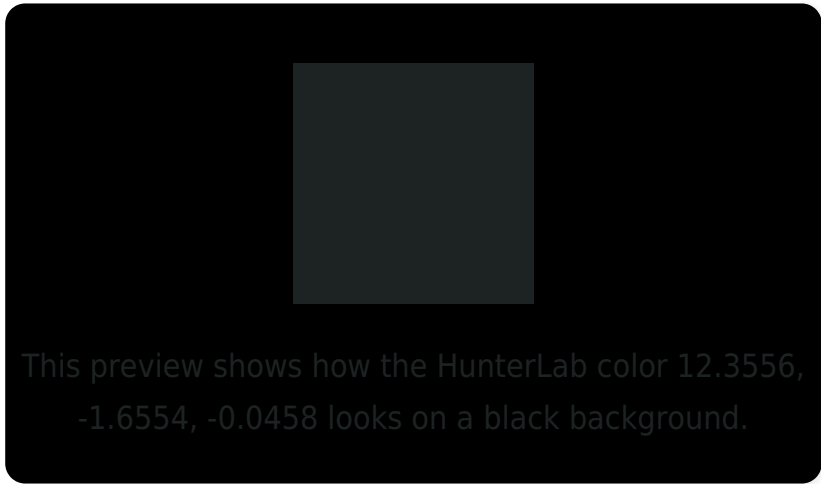 This preview shows how the HunterLab color 12.3556,
-1.6554, -0.0458 looks on a black background.